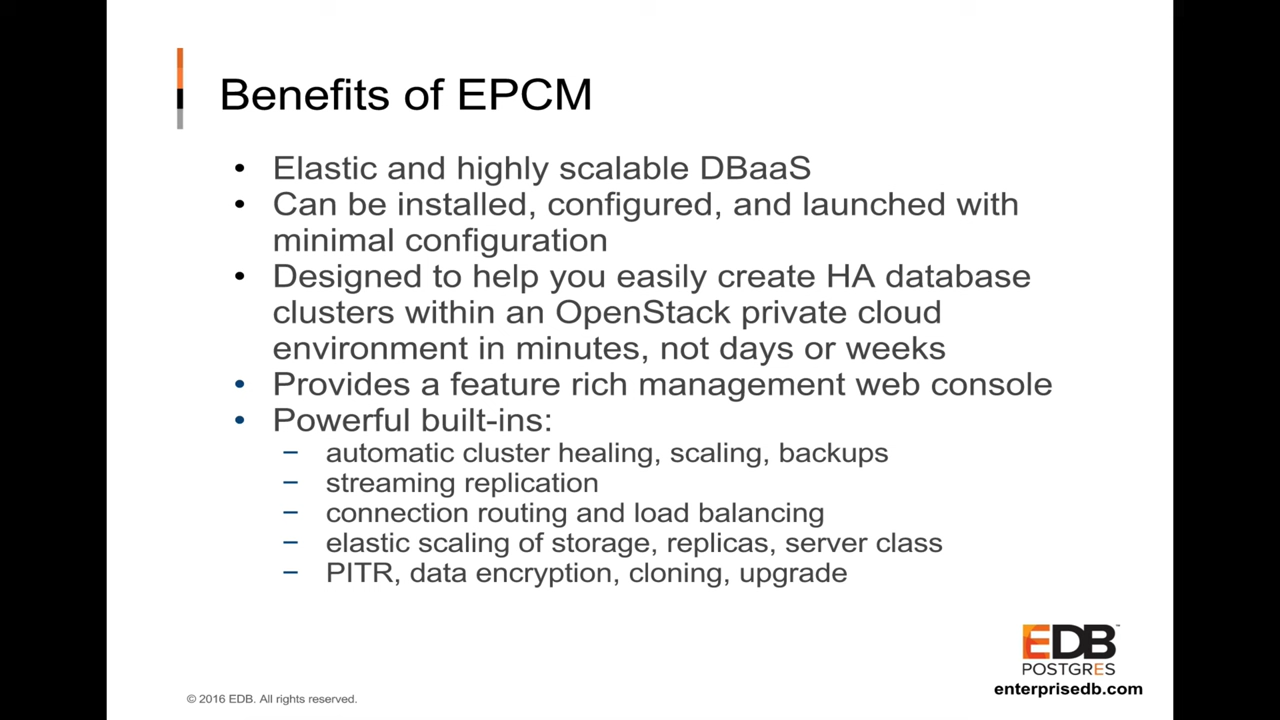 Benefits of EPCM
• Elastic and highly scalable DBaaS
• Can be installed, configured, and launched with
minimal configuration
• Designed to help you easily create HA database
clusters within an OpenStack private cloud
environment in minutes, not days or weeks
• Provides a feature rich management web console
• Powerful built-ins:
– automatic cluster healing, scaling, backups
– streaming replication
– connection routing and load balancing
– elastic scaling of storage, replicas, server class
– PITR, data encryption, cloning, upgrade
EDB™
POSTGRES
enterprisedb.com
© 2016 EDB. All rights reserved.